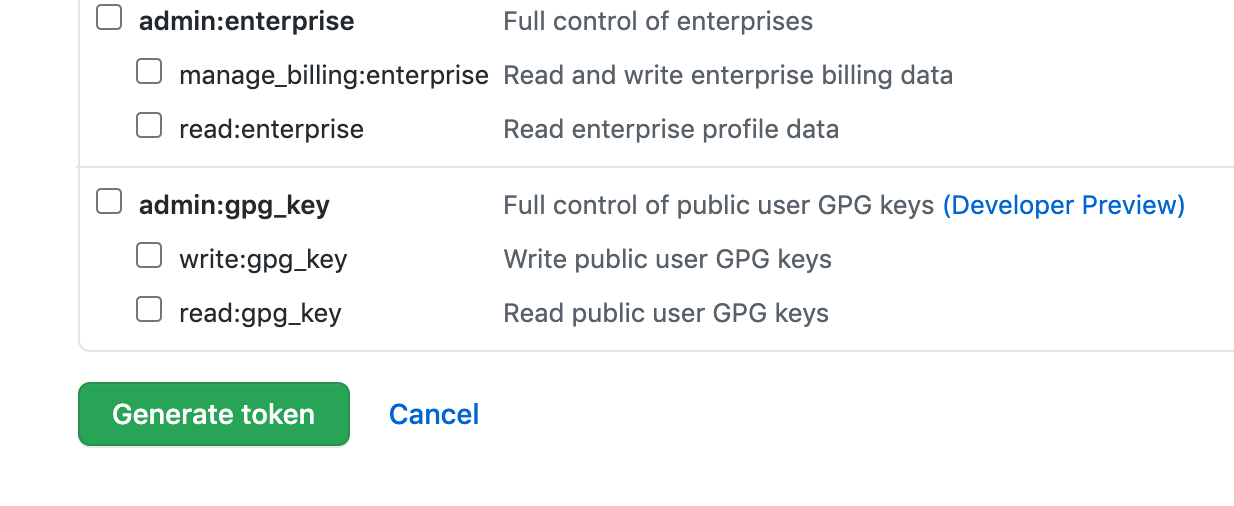 admin:enterprise Full control of enterprises
manage_billing:enterprise Read and write enterprise billing data
read:enterprise Read enterprise profile data
admin:gpg_key Full control of public user GPG keys (Developer Preview)
write:gpg_key Write public user GPG keys
read:gpg_key Read public user GPG keys
Generate token Cancel